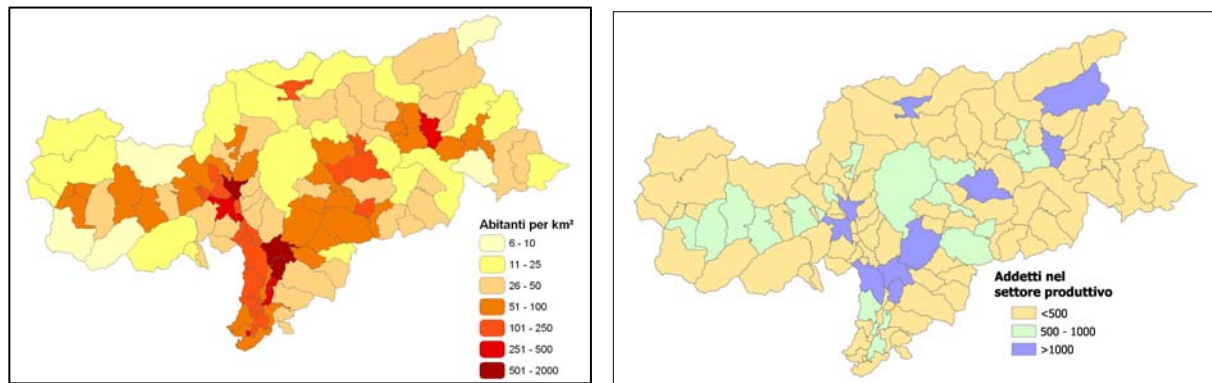 Abitanti per km²
6 - 10
11 - 25
26 - 50
51 - 100
101 - 250
251 - 500
501 - 2000
Addetti nel
settore produttivo
<500
500 - 1000
>1000